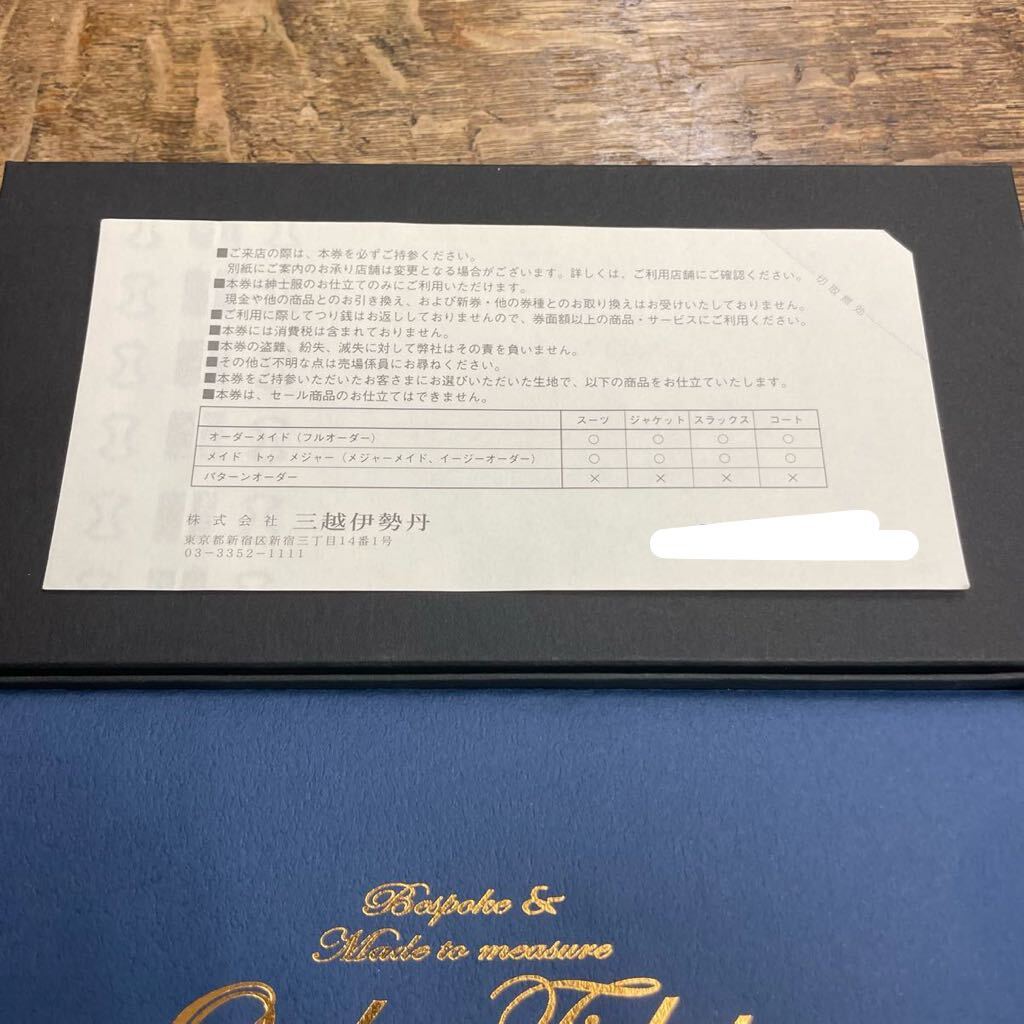 ■ご来店の際は、本券を必ずご持参ください。
別紙にご案内のお承り店舗は変更となる場合がございます。詳しくは、ご利用店舗にご確認ください。
■本券は紳士服のお仕立てのみにご利用いただけます。
現金や他の商品とのお引き換え、および新券・他の券種とのお取り換えはお受けいたしておりません。
■ご利用に際してつり銭はお返ししておりませんので、券面額以上の商品・サービスにご利用ください。
■本券には消費税は含まれておりません。
■本券の盗難、紛失、滅失に対して弊社はその責を負いません。
■その他ご不明な点は売場係員にお尋ねください。
■本券をご持参いただいたお客さまにお選びいただいた生地で、以下の商品をお仕立ていたします。
■本券は、セール商品のお仕立てはできません。
切取無効
スーツ ジャケット スラックス コート
オーダーメイド（フルオーダー） ○ ○ ○ ○
メイド トゥ メジャー（メジャーメイド、イージーオーダー） ○ ○ ○ ○
パターンオーダー × × × ×
株式会社 三越伊勢丹
東京都新宿区新宿三丁目14番1号
03-3352-1111
Bespoke &
Made to measure